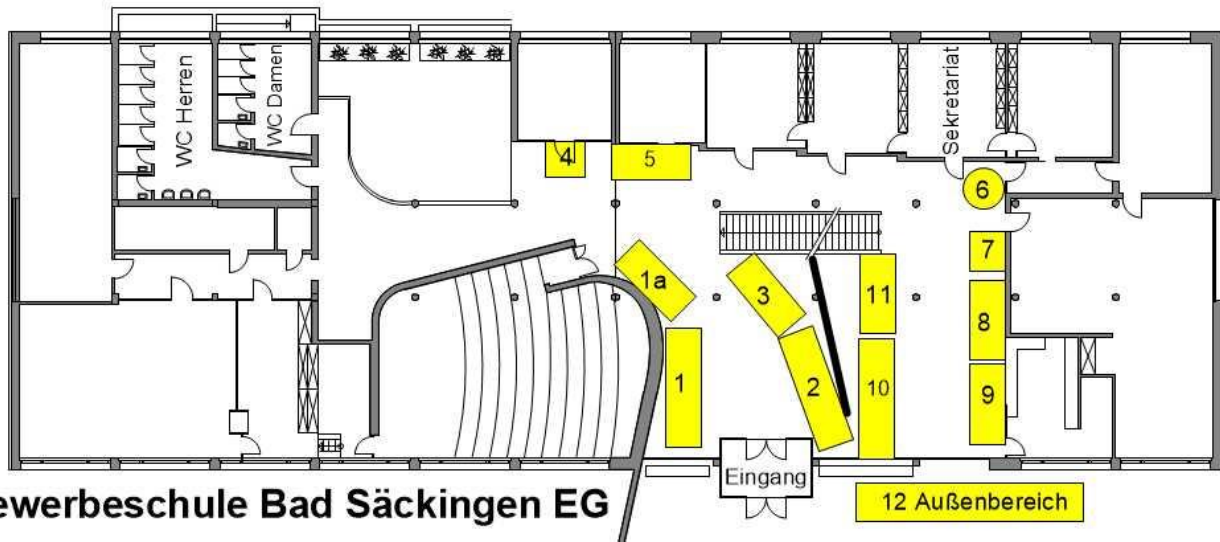 WC Herren
WC Damen
Sekretariat
4
5
6
7
1a
3
11
8
1
2
10
9
Eingang
ewerbeschule Bad Säckingen EG
12 Außenbereich